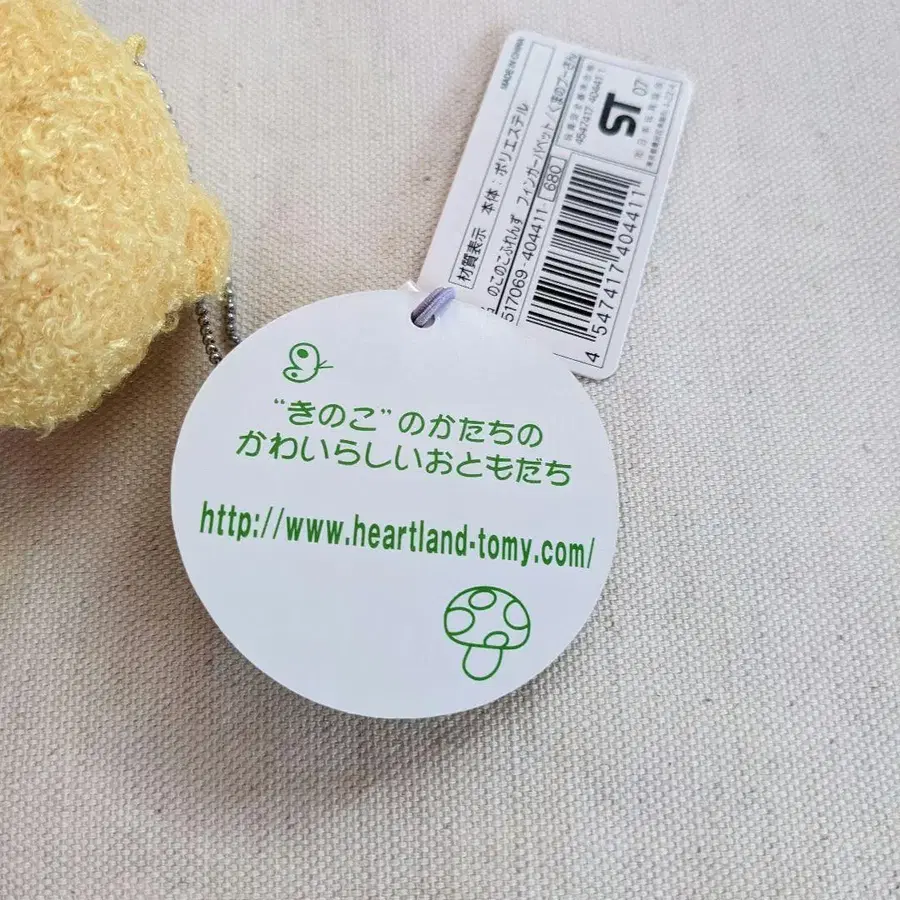 “きのこ”のかたちの
かわいらしいおともだち
http://www.heartland-tomy.com/
MADE IN CHINA
材質表示 本体:ポリエステル
のこのこふれんず フィンガーパペット/くまのプーさん
517069-404411 680
4547417 404411
ST 07
4 547417 404411